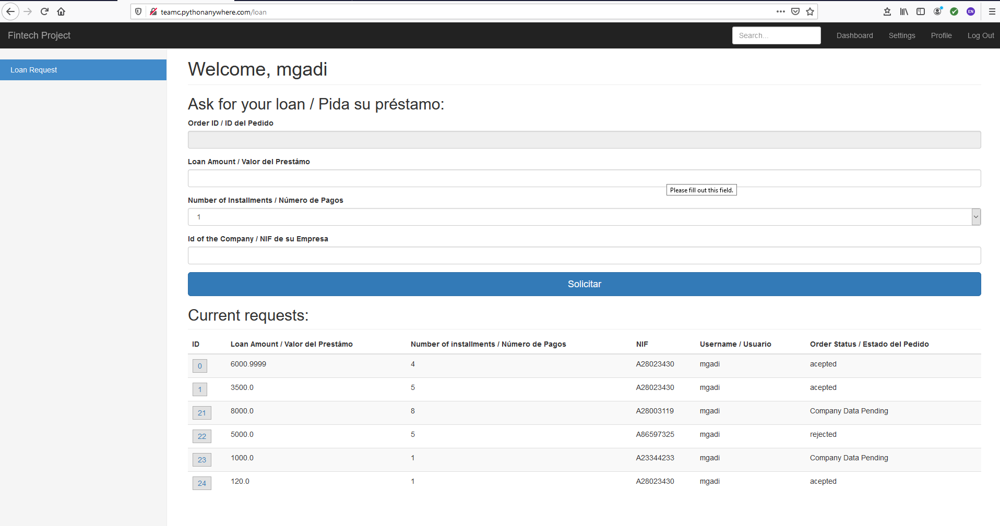 teamc.pythonanywhere.com/loan
EN
Fintech Project
Search...
Dashboard
Settings
Profile
Log Out
Loan Request
Welcome, mgadi
Ask for your loan / Pida su préstamo:
Order ID / ID del Pedido
Loan Amount / Valor del Prestámo
Please fill out this field.
Number of Installments / Número de Pagos
1
Id of the Company / NIF de su Empresa
Solicitar
Current requests:
ID Loan Amount / Valor del Prestámo Number of installments / Número de Pagos NIF Username / Usuario Order Status / Estado del Pedido
0 6000.9999 4 A28023430 mgadi acepted
1 3500.0 5 A28023430 mgadi acepted
21 8000.0 8 A28003119 mgadi Company Data Pending
22 5000.0 5 A86597325 mgadi rejected
23 1000.0 1 A23344233 mgadi Company Data Pending
24 120.0 1 A28023430 mgadi acepted